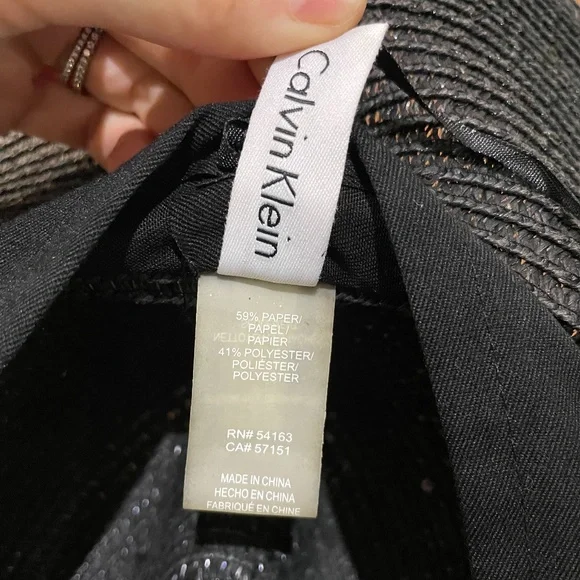 Calvin Klein
59% PAPER/
PAPEL/
PAPIER
41% POLYESTER/
POLIÉSTER/
POLYESTER
RN# 54163
CA# 57151
MADE IN CHINA
HECHO EN CHINA
FABRIQUÉ EN CHINE